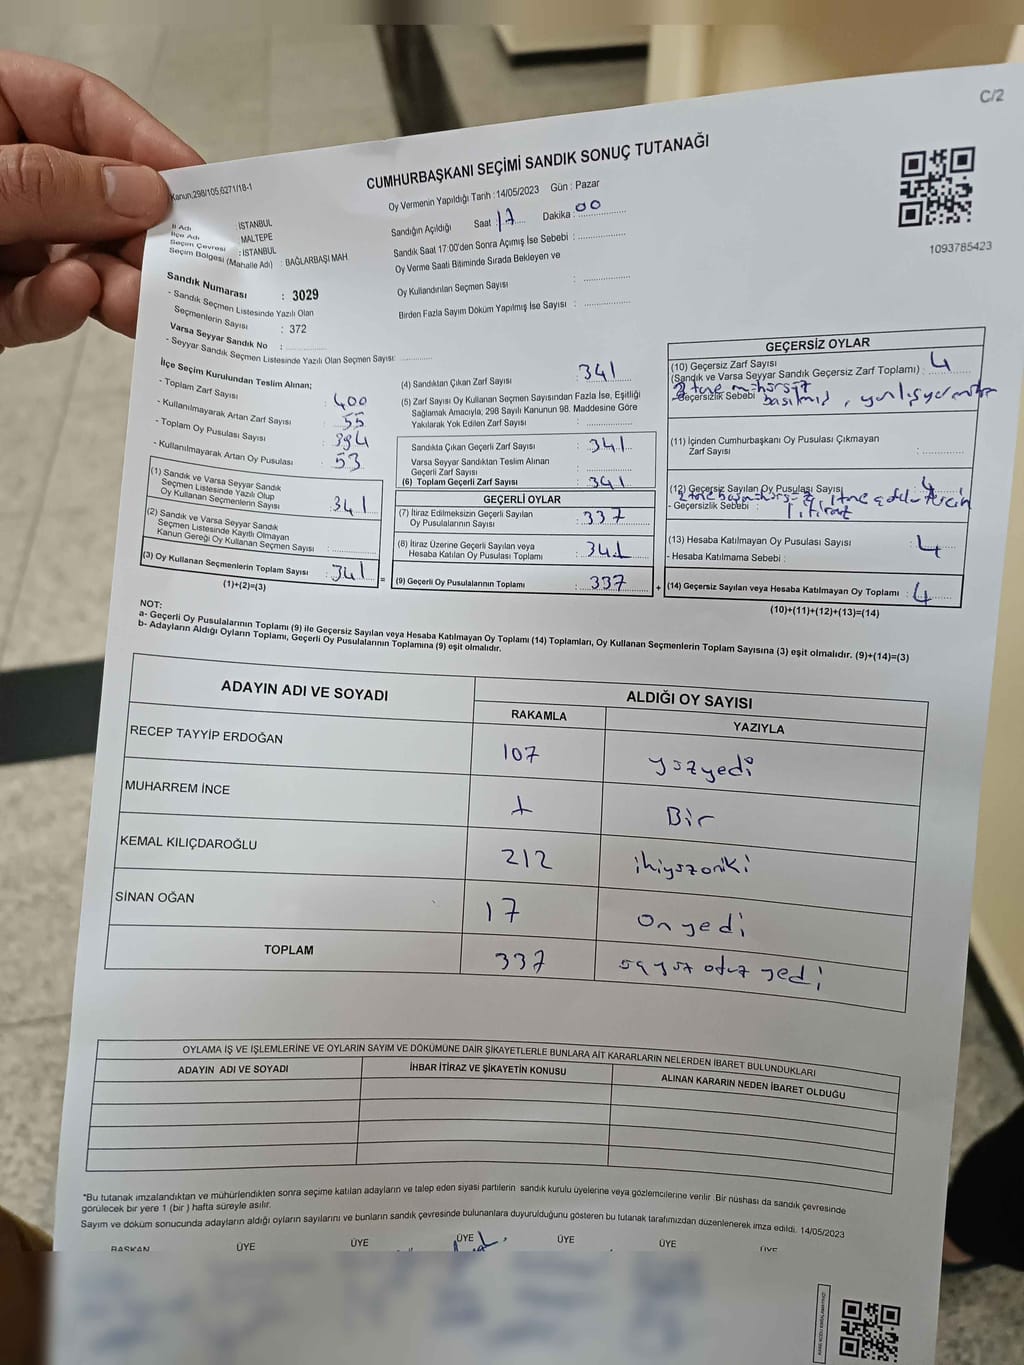 C/2
Kanun.298/105,6271/18-1
CUMHURBAŞKANI SEÇİMİ SANDIK SONUÇ TUTANAĞI
Oy Vermenin Yapıldığı Tarih : 14/05/2023 Gün : Pazar
İl Adı : İSTANBUL
İlçe Adı : MALTEPE
Seçim Çevresi : İSTANBUL
Seçim Bölgesi (Mahalle Adı) : BAĞLARBAŞI MAH.
Sandık Numarası : 3029
- Sandık Seçmen Listesinde Yazılı Olan
Seçmenlerin Sayısı : 372
Varsa Seyyar Sandık No :
- Seyyar Sandık Seçmen Listesinde Yazılı Olan Seçmen Sayısı:
Sandığın Açıldığı Saat : 17 Dakika : 00
Sandık Saat 17:00'den Sonra Açımış İse Sebebi :
Oy Verme Saati Bitiminde Sırada Bekleyen ve
Oy Kullandırılan Seçmen Sayısı :
Birden Fazla Sayım Döküm Yapılmış İse Sayısı :
1093785423
İlçe Seçim Kurulundan Teslim Alınan;
- Toplam Zarf Sayısı : 400
- Kullanılmayarak Artan Zarf Sayısı : 55
- Toplam Oy Pusulası Sayısı : 394
- Kullanılmayarak Artan Oy Pusulası : 53
(1) Sandık ve Varsa Seyyar Sandık
Seçmen Listesinde Yazılı Olup
Oy Kullanan Seçmenlerin Sayısı : 341
(2) Sandık ve Varsa Seyyar Sandık
Seçmen Listesinde Kayıtlı Olmayan
Kanun Gereği Oy Kullanan Seçmen Sayısı :
(3) Oy Kullanan Seçmenlerin Toplam Sayısı : 341
(1)+(2)=(3)
(4) Sandıktan Çıkan Zarf Sayısı : 341
(5) Zarf Sayısı Oy Kullanan Seçmen Sayısından Fazla İse, Eşitliği
Sağlamak Amacıyla, 298 Sayılı Kanunun 98. Maddesine Göre
Yakılarak Yok Edilen Zarf Sayısı :
Sandıkta Çıkan Geçerli Zarf Sayısı : 341
Varsa Seyyar Sandıktan Teslim Alınan
Geçerli Zarf Sayısı :
(6) Toplam Geçerli Zarf Sayısı : 341
GEÇERLİ OYLAR
(7) İtiraz Edilmeksizin Geçerli Sayılan
Oy Pusulasının Sayısı : 337
(8) İtiraz Üzerine Geçerli Sayılan veya
Hesaba Katılan Oy Pusulası Toplamı : 341
= (9) Geçerli Oy Pusulalarının Toplamı : 337
GEÇERSİZ OYLAR
(10) Geçersiz Zarf Sayısı
(Sandık ve Varsa Seyyar Sandık Geçersiz Zarf Toplamı) : 4
2 tne mühürsüz
- Geçersizlik Sebebi basılmış, yanlış yere
(11) İçinden Cumhurbaşkanı Oy Pusulası Çıkmayan
Zarf Sayısı :
(12) Geçersiz Sayılan Oy Pusulası Sayısı : 4
- Geçersizlik Sebebi :
(13) Hesaba Katılmayan Oy Pusulası Sayısı : 4
- Hesaba Katılmama Sebebi :
+ (14) Geçersiz Sayılan veya Hesaba Katılmayan Oy Toplamı : 4
(10)+(11)+(12)+(13)=(14)
NOT:
a- Geçerli Oy Pusulalarının Toplamı (9) ile Geçersiz Sayılan veya Hesaba Katılmayan Oy Toplamı (14) Toplamları, Oy Kullanan Seçmenlerin Toplam Sayısına (3) eşit olmalıdır. (9)+(14)=(3)
b- Adayların Aldığı Oyların Toplamı, Geçerli Oy Pusulalarının Toplamına (9) eşit olmalıdır.
ADAYIN ADI VE SOYADI ALDIĞI OY SAYISI
RAKAMLA YAZIYLA
RECEP TAYYİP ERDOĞAN 107 yüzyedi
MUHARREM İNCE 1 Bir
KEMAL KILIÇDAROĞLU 212 ikiyüzoniki
SİNAN OĞAN 17 On yedi
TOPLAM 337 üçyüz otuz yedi
OYLAMA İŞ VE İŞLEMLERİNE VE OYLARIN SAYIM VE DÖKÜMÜNE DAİR ŞİKAYETLERLE BUNLARA AİT KARARLARIN NELERDEN İBARET BULUNDUKLARI
ADAYIN ADI VE SOYADI İHBAR İTİRAZ VE ŞİKAYETİN KONUSU ALINAN KARARIN NEDEN İBARET OLDUĞU
*Bu tutanak imzalandıktan ve mühürlendikten sonra seçime katılan adayların ve talep eden siyasi partilerin sandık kurulu üyelerine veya gözlemcilerine verilir .Bir nüshası da sandık çevresinde
görülecek bir yere 1 (bir ) hafta süreyle asılır.
Sayım ve döküm sonucunda adayların aldığı oyların sayılarını ve bunların sandık çevresinde bulunanlara duyurulduğunu gösteren bu tutanak tarafımızdan düzenlenerek imza edildi. 14/05/2023
BAŞKAN ÜYE ÜYE ÜYE ÜYE ÜYE ÜYE